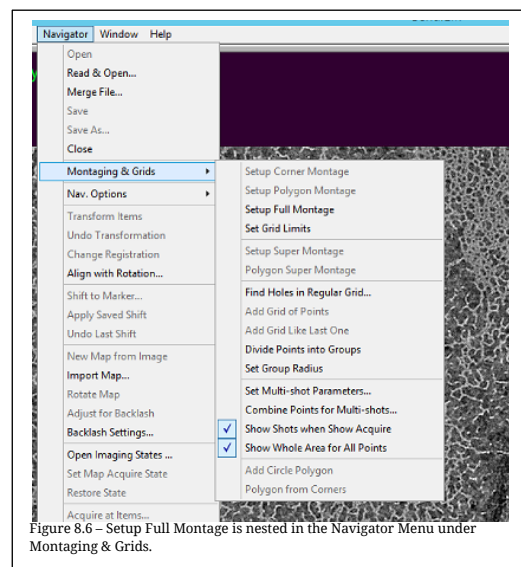 Navigator Window Help
Open
Read & Open...
Merge File...
Save
Save As...
Close
Montaging & Grids
Nav. Options
Transform Items
Undo Transformation
Change Registration
Align with Rotation...
Shift to Marker...
Apply Saved Shift
Undo Last Shift
New Map from Image
Import Map...
Rotate Map
Adjust for Backlash
Backlash Settings...
Open Imaging States ...
Set Map Acquire State
Restore State
Acquire at Items...
Setup Corner Montage
Setup Polygon Montage
Setup Full Montage
Set Grid Limits
Setup Super Montage
Polygon Super Montage
Find Holes in Regular Grid...
Add Grid of Points
Add Grid Like Last One
Divide Points into Groups
Set Group Radius
Set Multi-shot Parameters...
Combine Points for Multi-shots...
Show Shots when Show Acquire
Show Whole Area for All Points
Add Circle Polygon
Polygon from Corners
Figure 8.6 – Setup Full Montage is nested in the Navigator Menu under
Montaging & Grids.